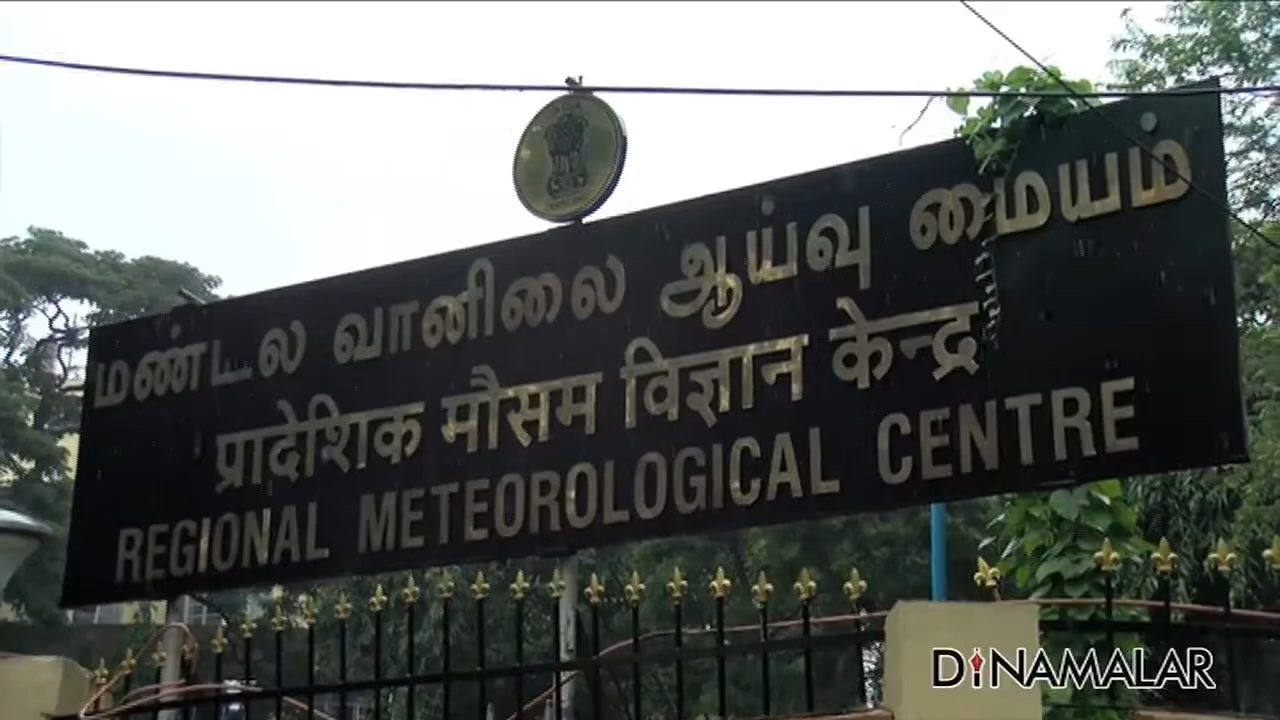 மண்டல வானிலை ஆய்வு மையம்
प्रादेशिक मौसम विज्ञान केन्द्र
REGIONAL METEOROLOGICAL CENTRE
DINAMALAR